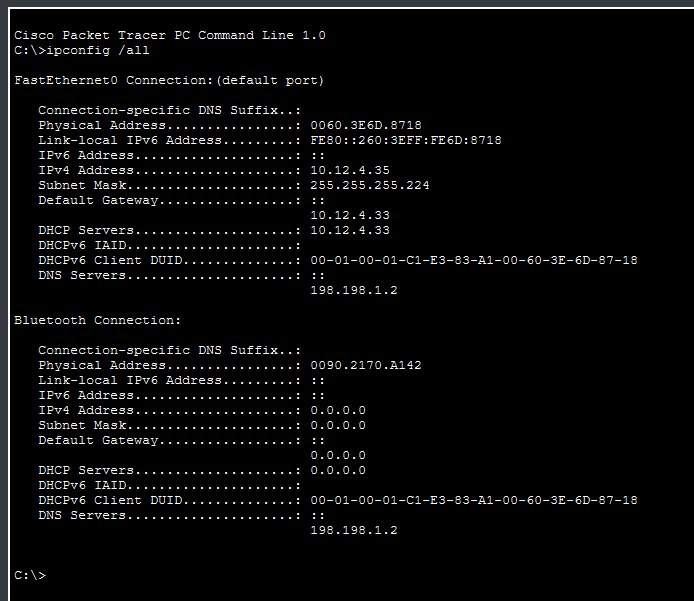 Cisco Packet Tracer PC Command Line 1.0
C:\>ipconfig /all
FastEthernet0 Connection:(default port)
Connection-specific DNS Suffix..:
Physical Address................: 0060.3E6D.8718
Link-local IPv6 Address.........: FE80::260:3EFF:FE6D:8718
IPv6 Address....................: ::
IPv4 Address....................: 10.12.4.35
Subnet Mask.....................: 255.255.255.224
Default Gateway.................: ::
10.12.4.33
DHCP Servers....................: 10.12.4.33
DHCPv6 IAID.....................:
DHCPv6 Client DUID..............: 00-01-00-01-C1-E3-83-A1-00-60-3E-6D-87-18
DNS Servers.....................: ::
198.198.1.2
Bluetooth Connection:
Connection-specific DNS Suffix..:
Physical Address................: 0090.2170.A142
Link-local IPv6 Address.........: ::
IPv6 Address....................: ::
IPv4 Address....................: 0.0.0.0
Subnet Mask.....................: 0.0.0.0
Default Gateway.................: ::
0.0.0.0
DHCP Servers....................: 0.0.0.0
DHCPv6 IAID.....................:
DHCPv6 Client DUID..............: 00-01-00-01-C1-E3-83-A1-00-60-3E-6D-87-18
DNS Servers.....................: ::
198.198.1.2
C:\>